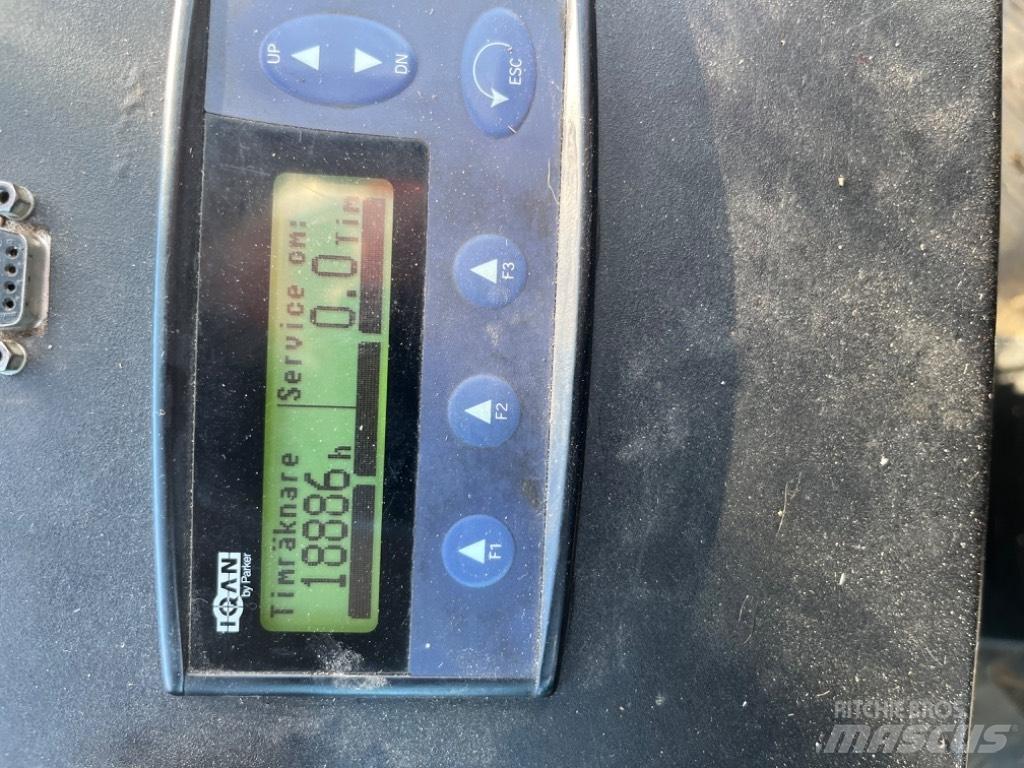 IQAN
by Parker
Timräknare | Service om:
18886 h | 0.0 Tim
F1
F2
F3
UP
DN
ESC
RITCHIE BROS.
MASCUS